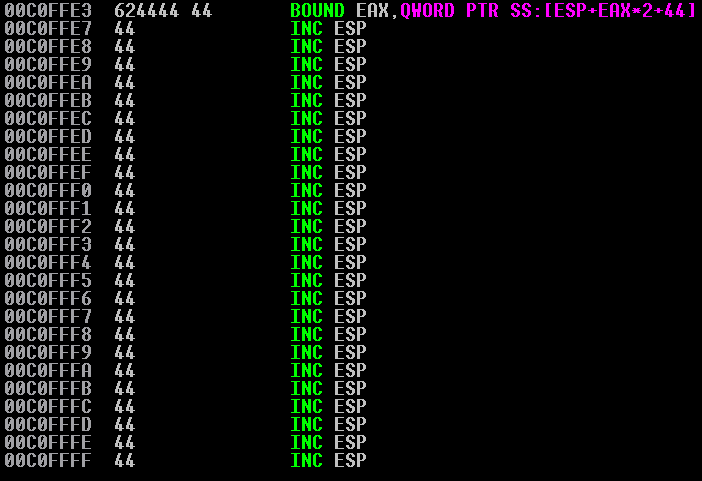 00C0FFE3 624444 44 BOUND EAX,QWORD PTR SS:[ESP+EAX*2+44]
00C0FFE7 44 INC ESP
00C0FFE8 44 INC ESP
00C0FFE9 44 INC ESP
00C0FFEA 44 INC ESP
00C0FFEB 44 INC ESP
00C0FFEC 44 INC ESP
00C0FFED 44 INC ESP
00C0FFEE 44 INC ESP
00C0FFEF 44 INC ESP
00C0FFF0 44 INC ESP
00C0FFF1 44 INC ESP
00C0FFF2 44 INC ESP
00C0FFF3 44 INC ESP
00C0FFF4 44 INC ESP
00C0FFF5 44 INC ESP
00C0FFF6 44 INC ESP
00C0FFF7 44 INC ESP
00C0FFF8 44 INC ESP
00C0FFF9 44 INC ESP
00C0FFFA 44 INC ESP
00C0FFFB 44 INC ESP
00C0FFFC 44 INC ESP
00C0FFFD 44 INC ESP
00C0FFFE 44 INC ESP
00C0FFFF 44 INC ESP